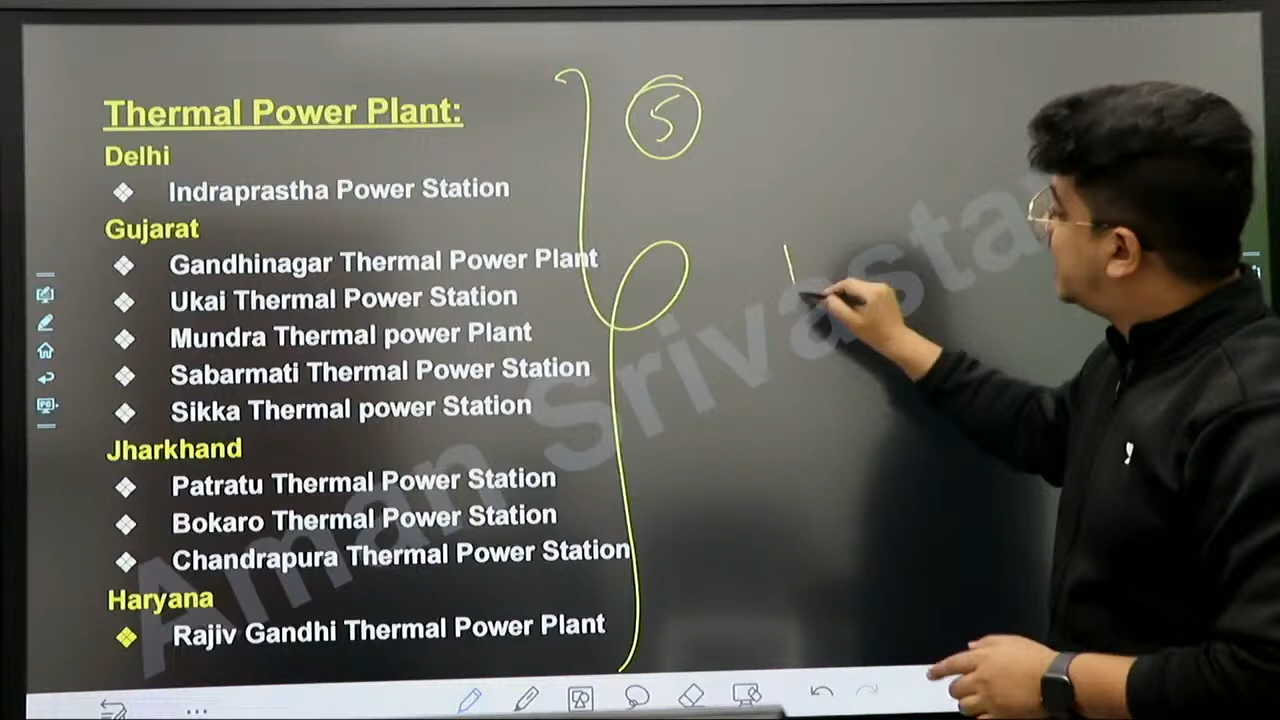 Thermal Power Plant:
Delhi
❖ Indraprastha Power Station
Gujarat
❖ Gandhinagar Thermal Power Plant
❖ Ukai Thermal Power Station
❖ Mundra Thermal power Plant
❖ Sabarmati Thermal Power Station
❖ Sikka Thermal power Station
Jharkhand
❖ Patratu Thermal Power Station
❖ Bokaro Thermal Power Station
❖ Chandrapura Thermal Power Station
Haryana
❖ Rajiv Gandhi Thermal Power Plant
5
Aman